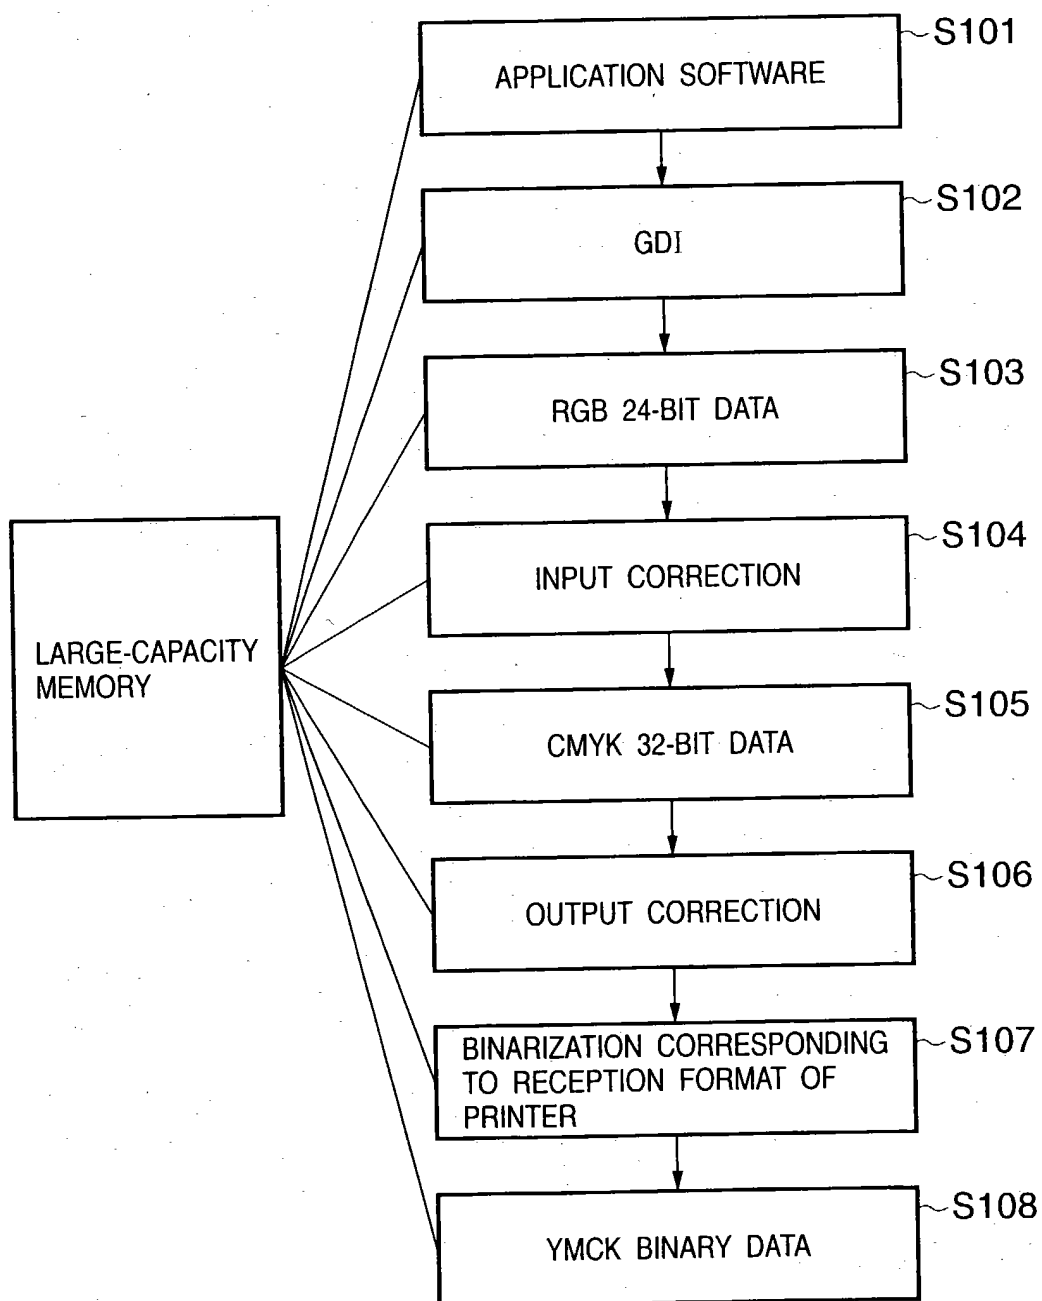 S101
APPLICATION SOFTWARE
S102
GDI
S103
RGB 24-BIT DATA
S104
INPUT CORRECTION
LARGE-CAPACITY
MEMORY
S105
CMYK 32-BIT DATA
S106
OUTPUT CORRECTION
S107
BINARIZATION CORRESPONDING
TO RECEPTION FORMAT OF
PRINTER
S108
YMCK BINARY DATA